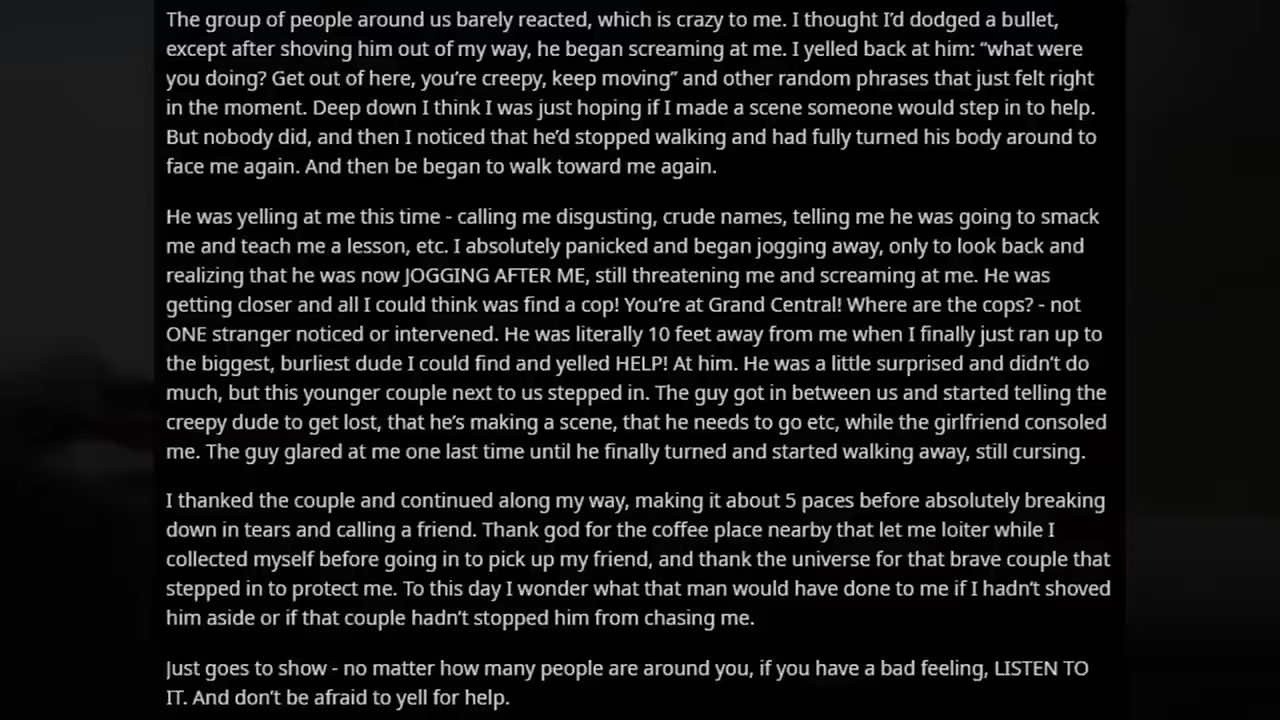 The group of people around us barely reacted, which is crazy to me. I thought I'd dodged a bullet,
except after shoving him out of my way, he began screaming at me. I yelled back at him: “what were
you doing? Get out of here, you're creepy, keep moving” and other random phrases that just felt right
in the moment. Deep down I think I was just hoping if I made a scene someone would step in to help.
But nobody did, and then I noticed that he'd stopped walking and had fully turned his body around to
face me again. And then be began to walk toward me again.
He was yelling at me this time - calling me disgusting, crude names, telling me he was going to smack
me and teach me a lesson, etc. I absolutely panicked and began jogging away, only to look back and
realizing that he was now JOGGING AFTER ME, still threatening me and screaming at me. He was
getting closer and all I could think was find a cop! You're at Grand Central! Where are the cops? - not
ONE stranger noticed or intervened. He was literally 10 feet away from me when I finally just ran up to
the biggest, burliest dude I could find and yelled HELP! At him. He was a little surprised and didn't do
much, but this younger couple next to us stepped in. The guy got in between us and started telling the
creepy dude to get lost, that he's making a scene, that he needs to go etc, while the girlfriend consoled
me. The guy glared at me one last time until he finally turned and started walking away, still cursing.
I thanked the couple and continued along my way, making it about 5 paces before absolutely breaking
down in tears and calling a friend. Thank god for the coffee place nearby that let me loiter while I
collected myself before going in to pick up my friend, and thank the universe for that brave couple that
stepped in to protect me. To this day I wonder what that man would have done to me if I hadn't shoved
him aside or if that couple hadn't stopped him from chasing me.
Just goes to show - no matter how many people are around you, if you have a bad feeling, LISTEN TO
IT. And don't be afraid to yell for help.